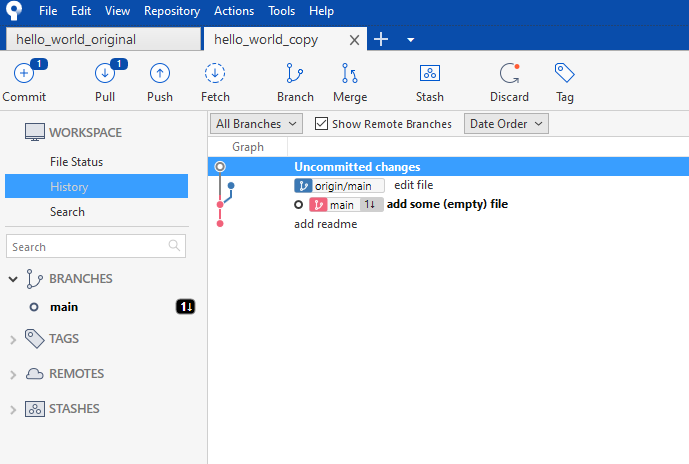 File Edit View Repository Actions Tools Help
hello_world_original hello_world_copy
1 1
Commit Pull Push Fetch Branch Merge Stash Discard Tag
WORKSPACE
File Status
History
Search
Search
BRANCHES
main 1↓
TAGS
REMOTES
STASHES
All Branches Show Remote Branches Date Order
Graph
Uncommitted changes
origin/main edit file
main 1↓ add some (empty) file
add readme